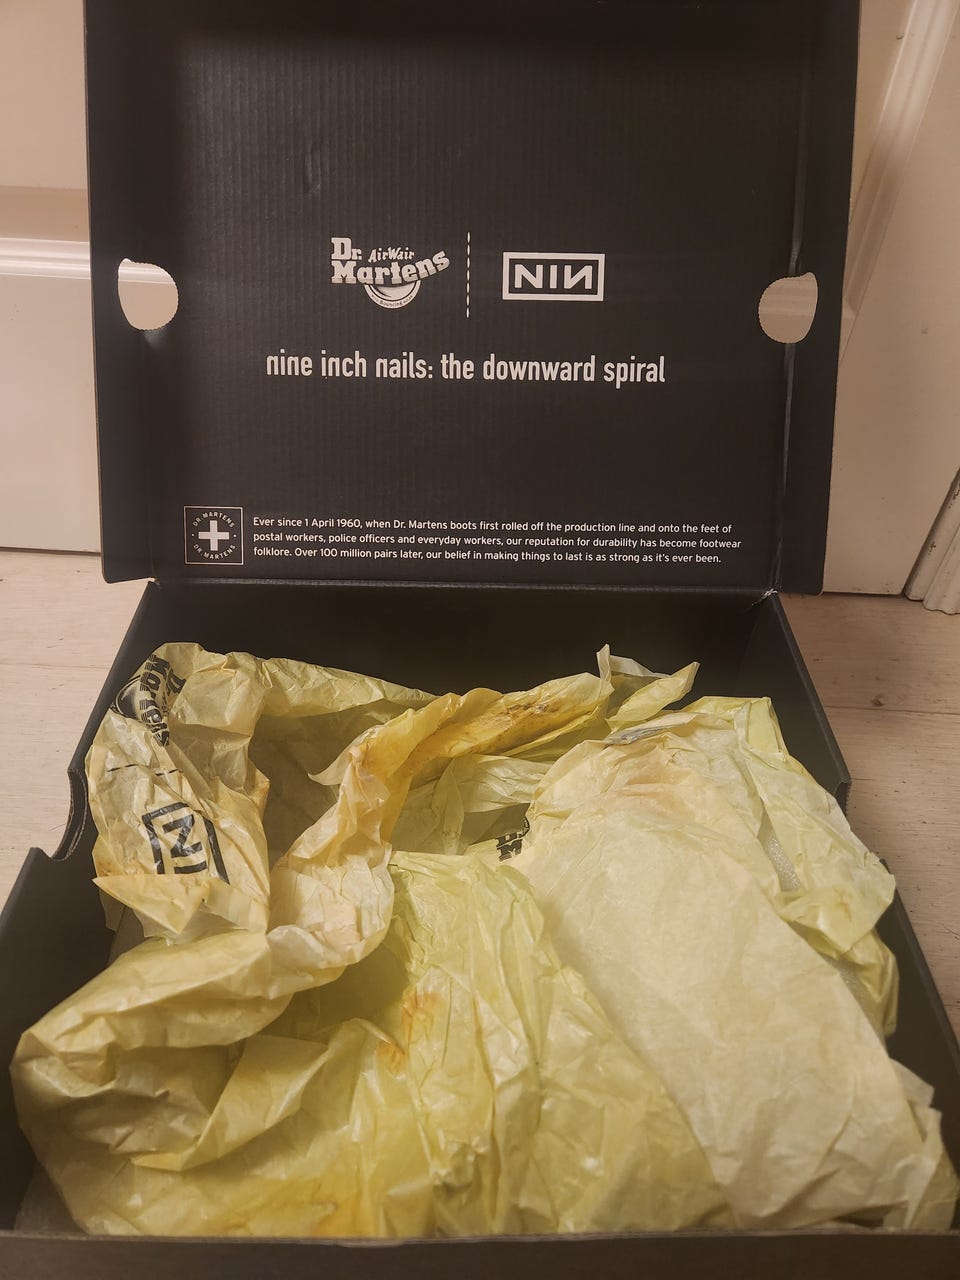 Dr. AirWair
Martens
NIN
nine inch nails: the downward spiral
DR. MARTENS
DR. MARTENS
Ever since 1 April 1960, when Dr. Martens boots first rolled off the production line and onto the feet of
postal workers, police officers and everyday workers, our reputation for durability has become footwear
folklore. Over 100 million pairs later, our belief in making things to last is as strong as it's ever been.
Dr.
Martens
NI
M